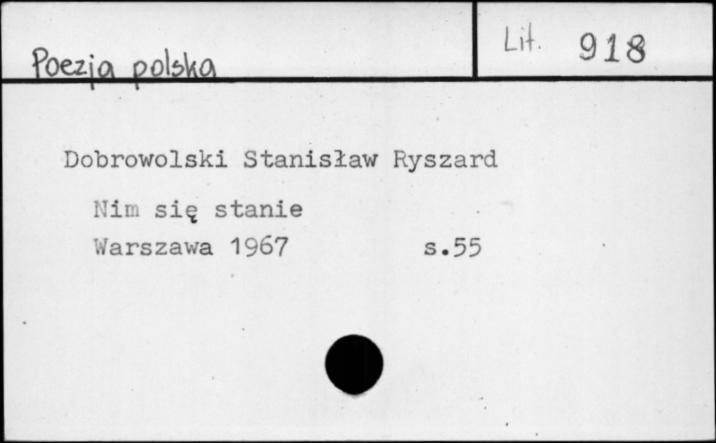 Poezja polska
Lit. 918
Dobrowolski Stanisław Ryszard
Nim się stanie
Warszawa 1967 s.55